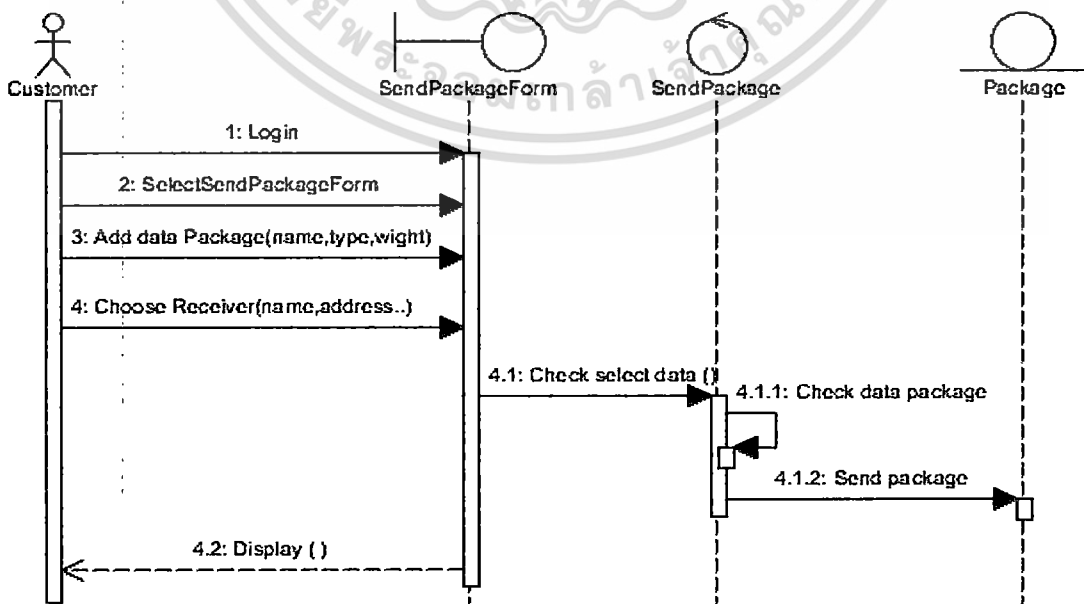 Customer
SendPackageForm
SendPackage
Package
1: Login
2: SelectSendPackageForm
3: Add data Package(name,type,wight)
4: Choose Receiver(name,address..)
4.1: Check select data ()
4.1.1: Check data package
4.1.2: Send package
4.2: Display ( )